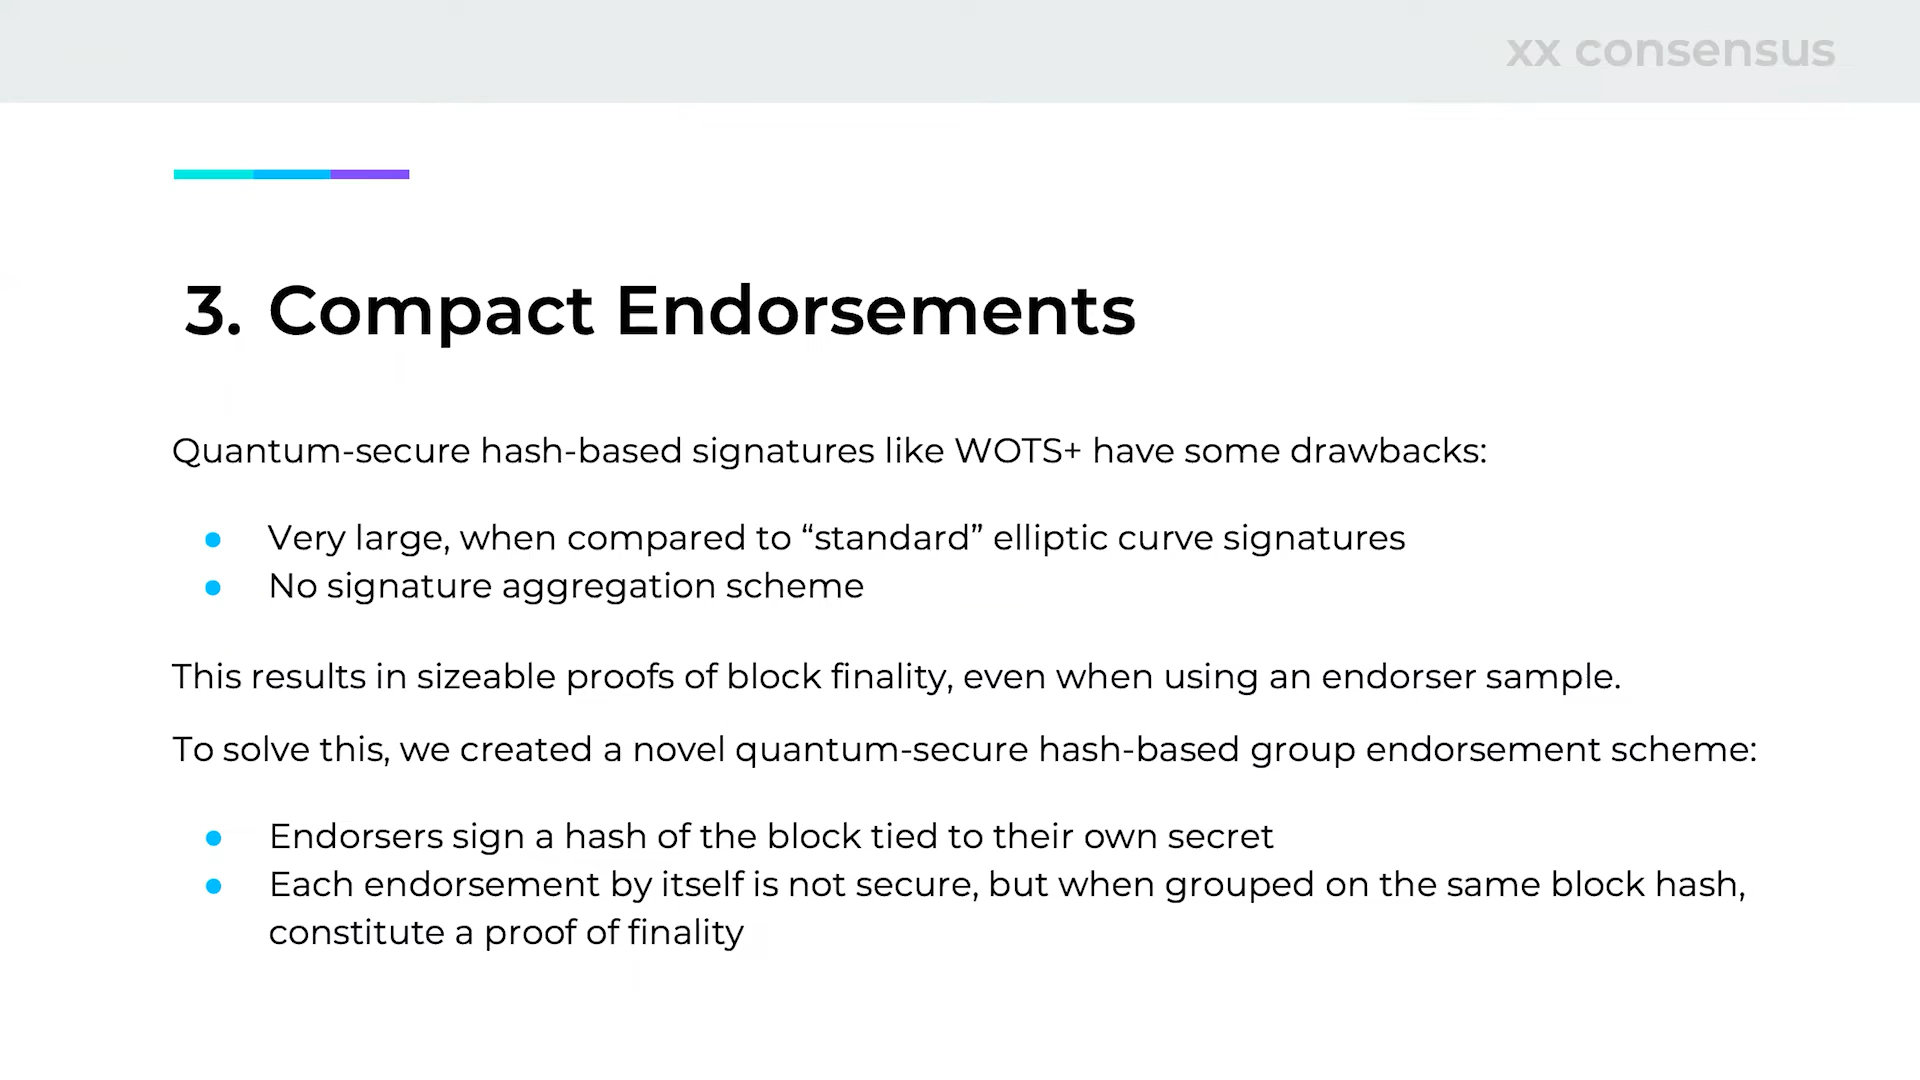 xx consensus
3. Compact Endorsements
Quantum-secure hash-based signatures like WOTS+ have some drawbacks:
● Very large, when compared to “standard” elliptic curve signatures
● No signature aggregation scheme
This results in sizeable proofs of block finality, even when using an endorser sample.
To solve this, we created a novel quantum-secure hash-based group endorsement scheme:
● Endorsers sign a hash of the block tied to their own secret
● Each endorsement by itself is not secure, but when grouped on the same block hash,
constitute a proof of finality